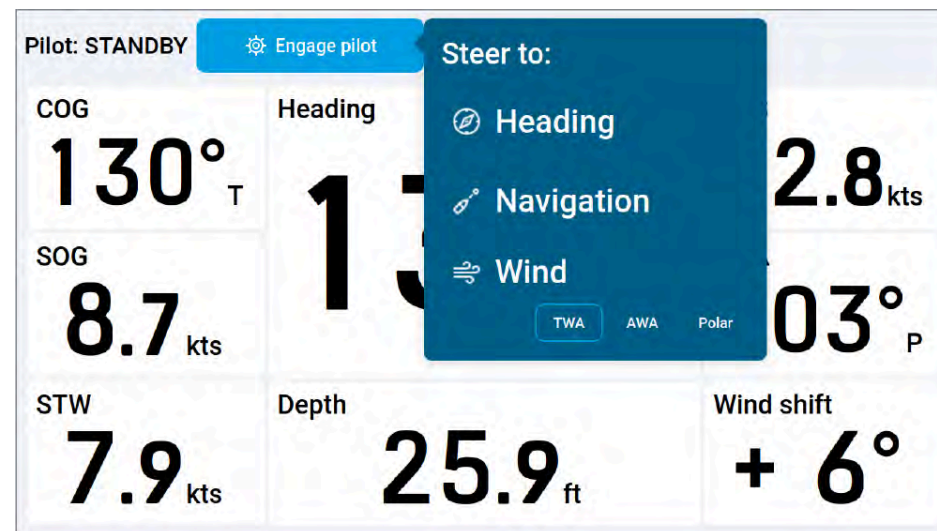 Pilot: STANDBY
Engage pilot
Steer to:
Heading
Navigation
Wind
TWA AWA Polar
COG
130° T
Heading
13
2.8 kts
SOG
8.7 kts
03° P
STW
7.9 kts
Depth
25.9 ft
Wind shift
+ 6°